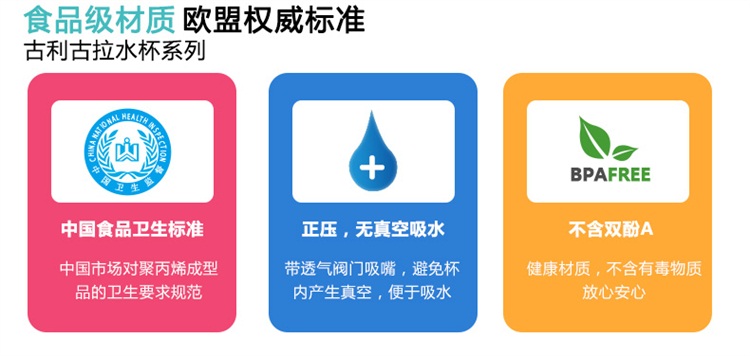 食品级材质 欧盟权威标准
古利古拉水杯系列
CHINA NATIONAL HEALTH INSPECTION
中国卫生监督
中国食品卫生标准
中国市场对聚丙烯成型
品的卫生要求规范
正压，无真空吸水
带透气阀门吸嘴，避免杯
内产生真空，便于吸水
BPAFREE
不含双酚A
健康材质，不含有毒物质
放心安心